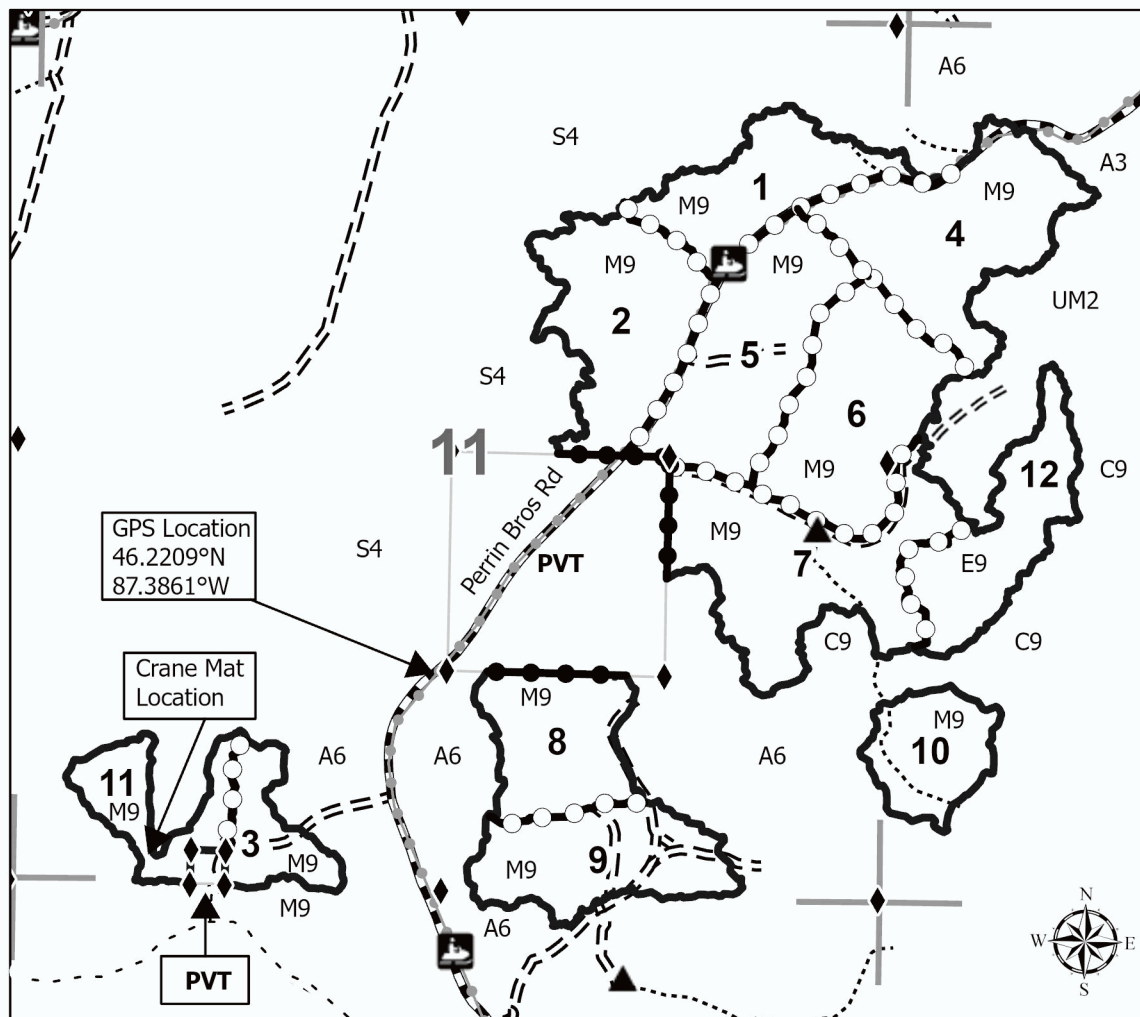 A6
S4
A3
1
M9
M9
4
M9
M9
2
UM2
5
S4
6
11
M9
12
C9
Perrin Bros Rd
GPS Location
46.2209°N
87.3861°W
S4
PVT
M9
7
E9
C9
C9
Crane Mat
Location
M9
8
M9
10
A6
A6
A6
11
M9
3
M9
9
M9
M9
A6
PVT
N
W
E
S